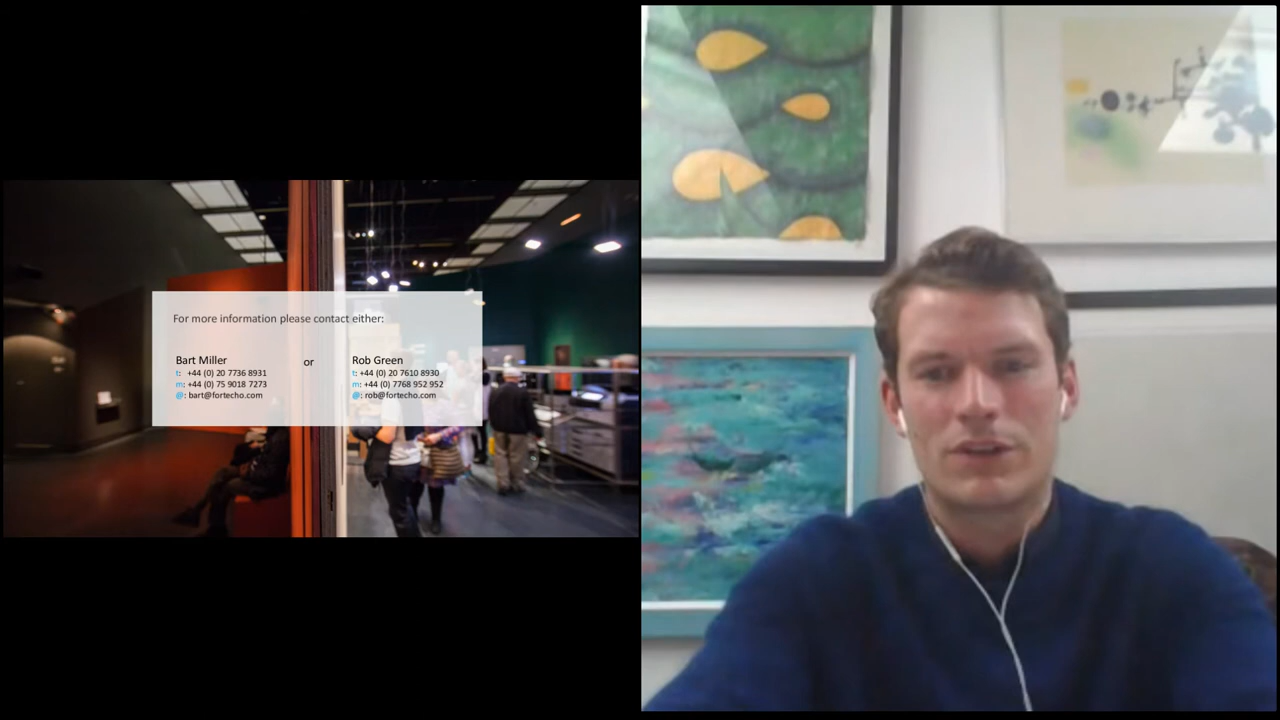 For more information please contact either:
Bart Miller
t: +44 (0) 20 7736 8931
m: +44 (0) 75 9018 7273
@: bart@fortecho.com
or
Rob Green
t: +44 (0) 20 7610 8930
m: +44 (0) 7768 952 952
@: rob@fortecho.com